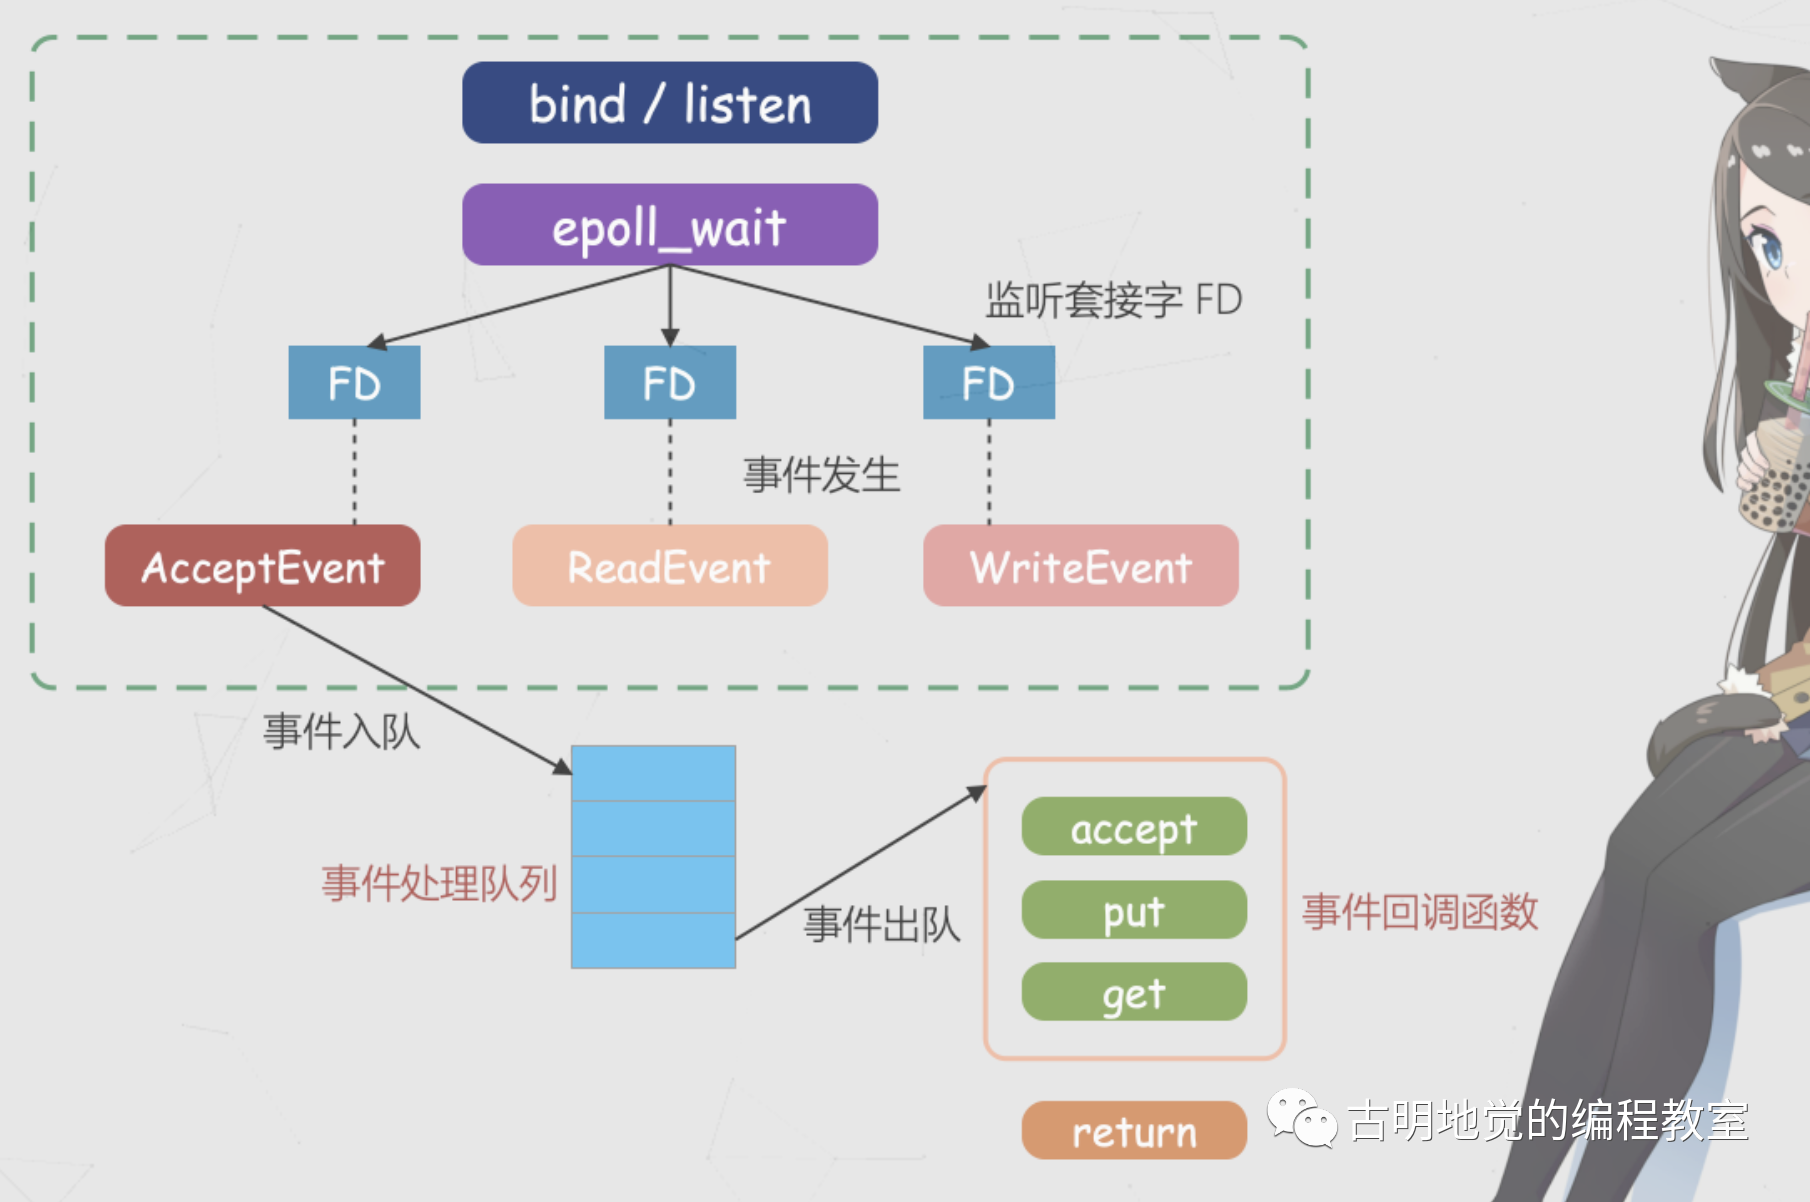 bind / listen
epoll_wait
监听套接字 FD
FD
FD
FD
事件发生
AcceptEvent
ReadEvent
WriteEvent
事件入队
事件处理队列
事件出队
accept
put
get
事件回调函数
return
古明地觉的编程教室